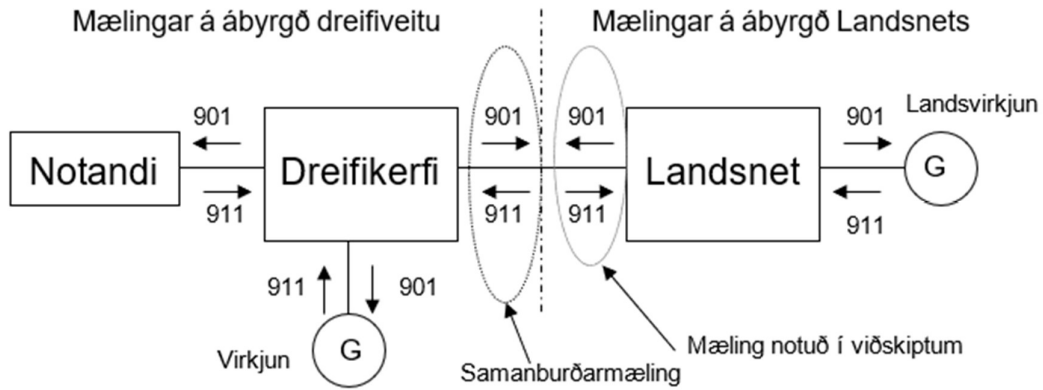 Mælingar á ábyrgð dreifiveitu
Mælingar á ábyrgð Landsnets
Landsvirkjun
901
901
901
901
Notandi
Dreifikerfi
Landsnet
G
911
911
911
911
911
901
Virkjun
G
Samanburðarmæling
Mæling notuð í viðskiptum